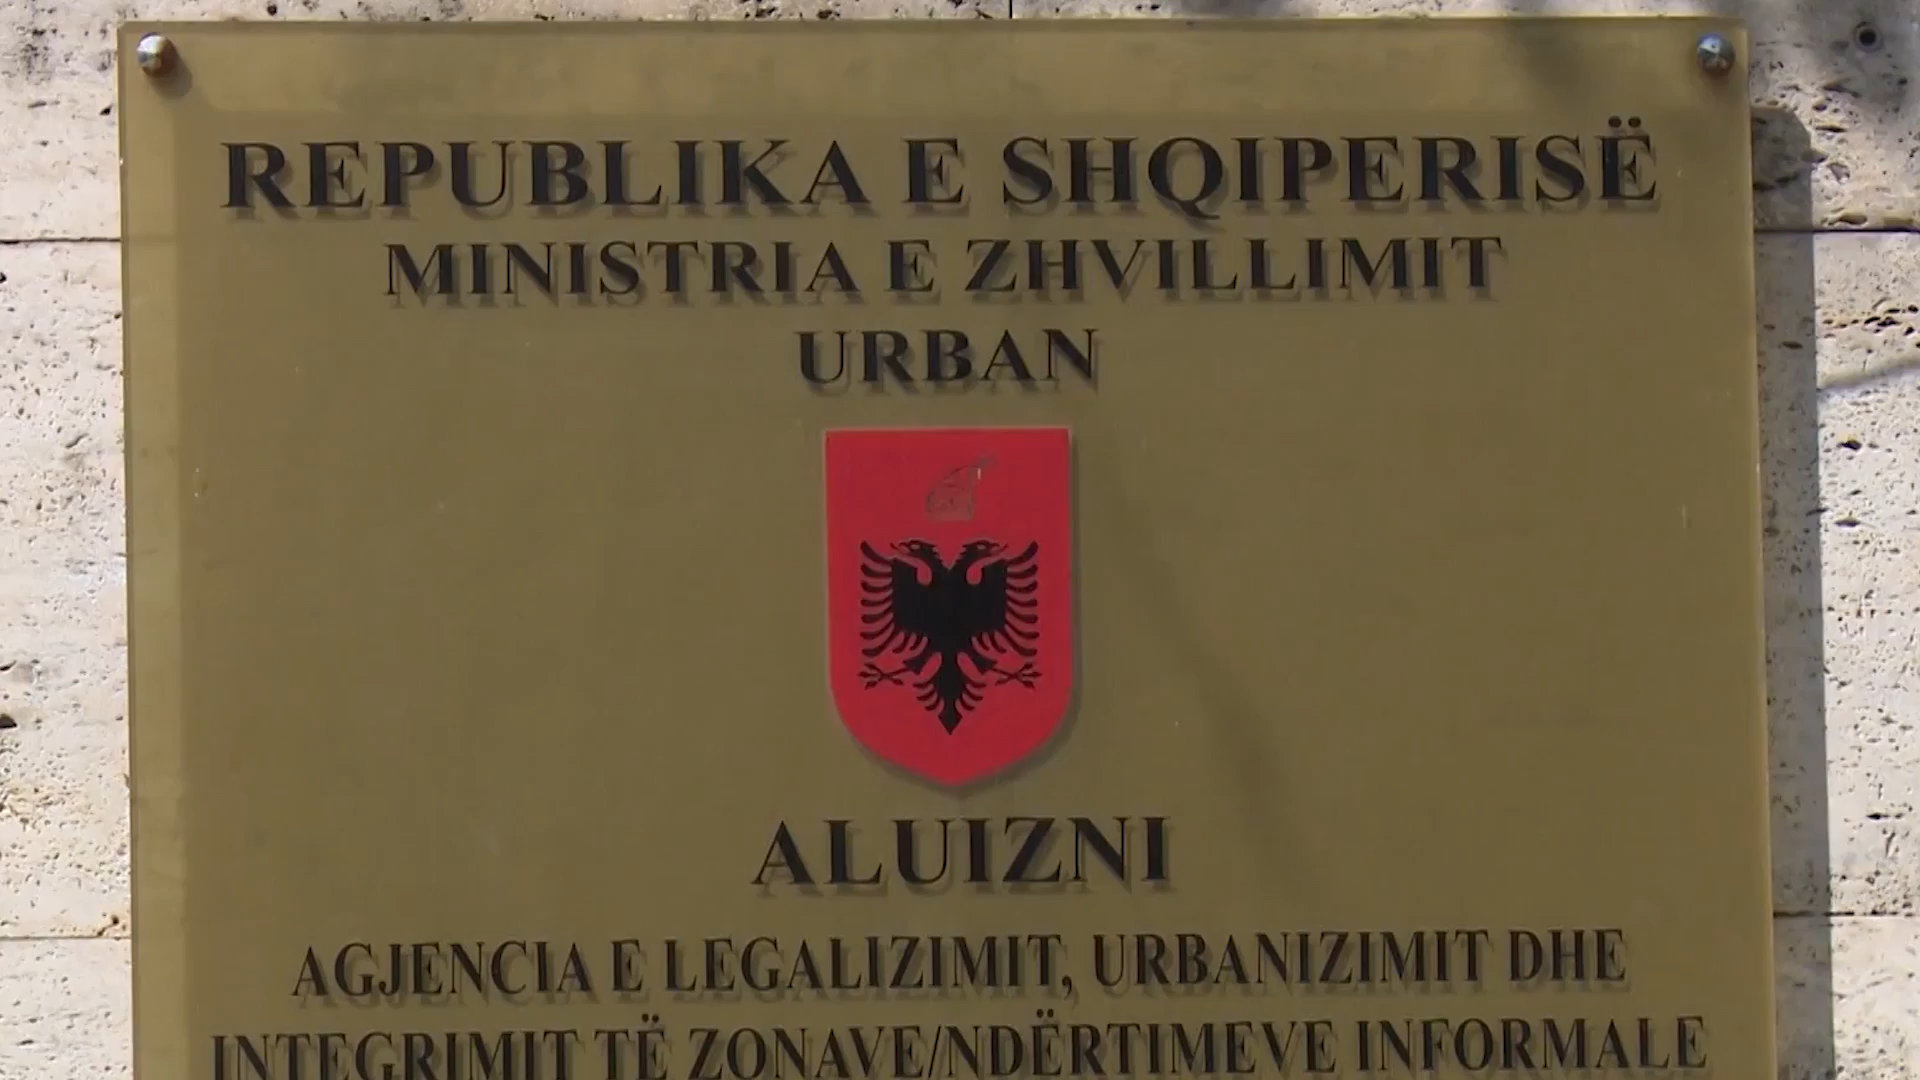 REPUBLIKA E SHQIPERISË
MINISTRIA E ZHVILLIMIT
URBAN
ALUIZNI
AGJENCIA E LEGALIZIMIT, URBANIZIMIT DHE
INTEGRIMIT TË ZONAVE/NDËRTIMEVE INFORMALE